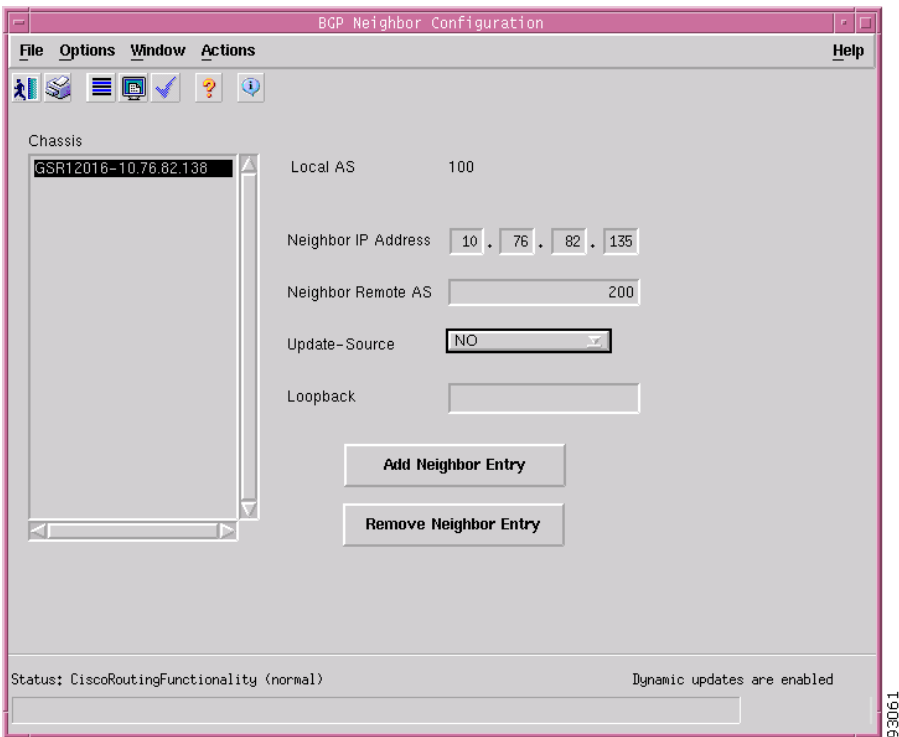 BGP Neighbor Configuration
File Options Window Actions Help
Chassis
GSR12016-10.76.82.138
Local AS 100
Neighbor IP Address 10 . 76 . 82 . 135
Neighbor Remote AS 200
Update-Source NO
Loopback
Add Neighbor Entry
Remove Neighbor Entry
Status: CiscoRoutingFunctionality (normal) Dynamic updates are enabled
93061